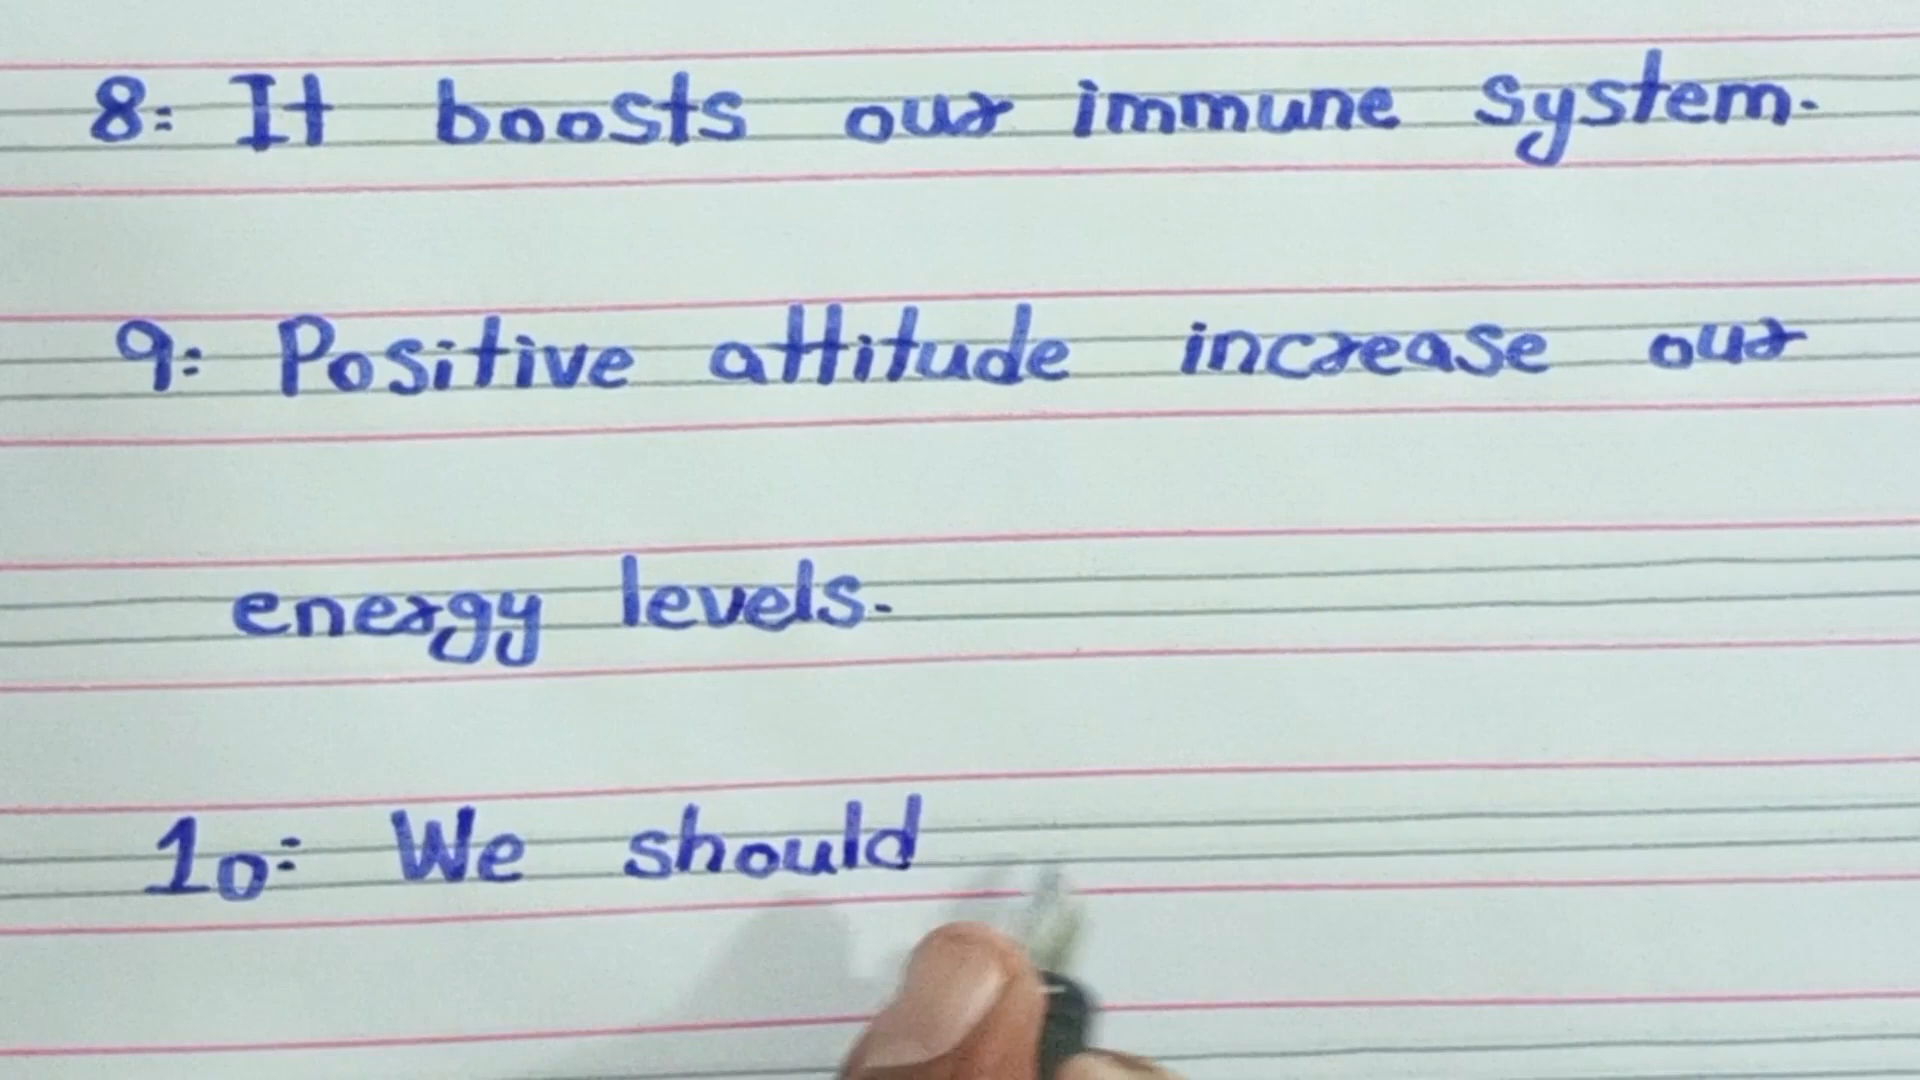 8: It boosts our immune system.
9: Positive attitude increase our
energy levels.
10: We should